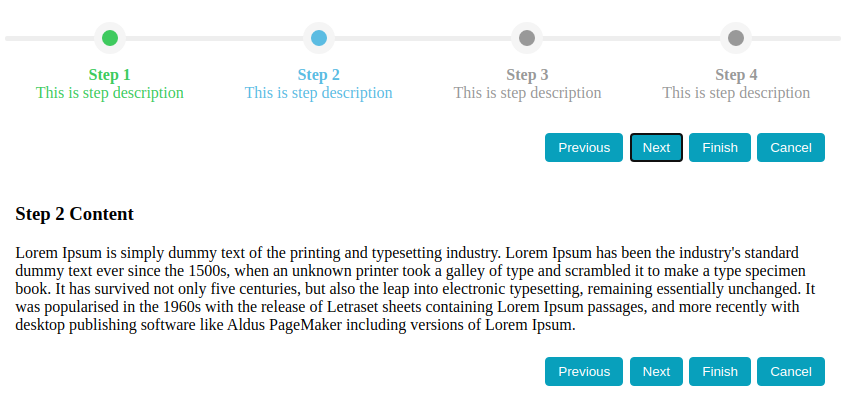 Step 1 Step 2 Step 3 Step 4
This is step description This is step description This is step description This is step description
Previous Next Finish Cancel
Step 2 Content
Lorem Ipsum is simply dummy text of the printing and typesetting industry. Lorem Ipsum has been the industry's standard
dummy text ever since the 1500s, when an unknown printer took a galley of type and scrambled it to make a type specimen
book. It has survived not only five centuries, but also the leap into electronic typesetting, remaining essentially unchanged. It
was popularised in the 1960s with the release of Letraset sheets containing Lorem Ipsum passages, and more recently with
desktop publishing software like Aldus PageMaker including versions of Lorem Ipsum.
Previous Next Finish Cancel